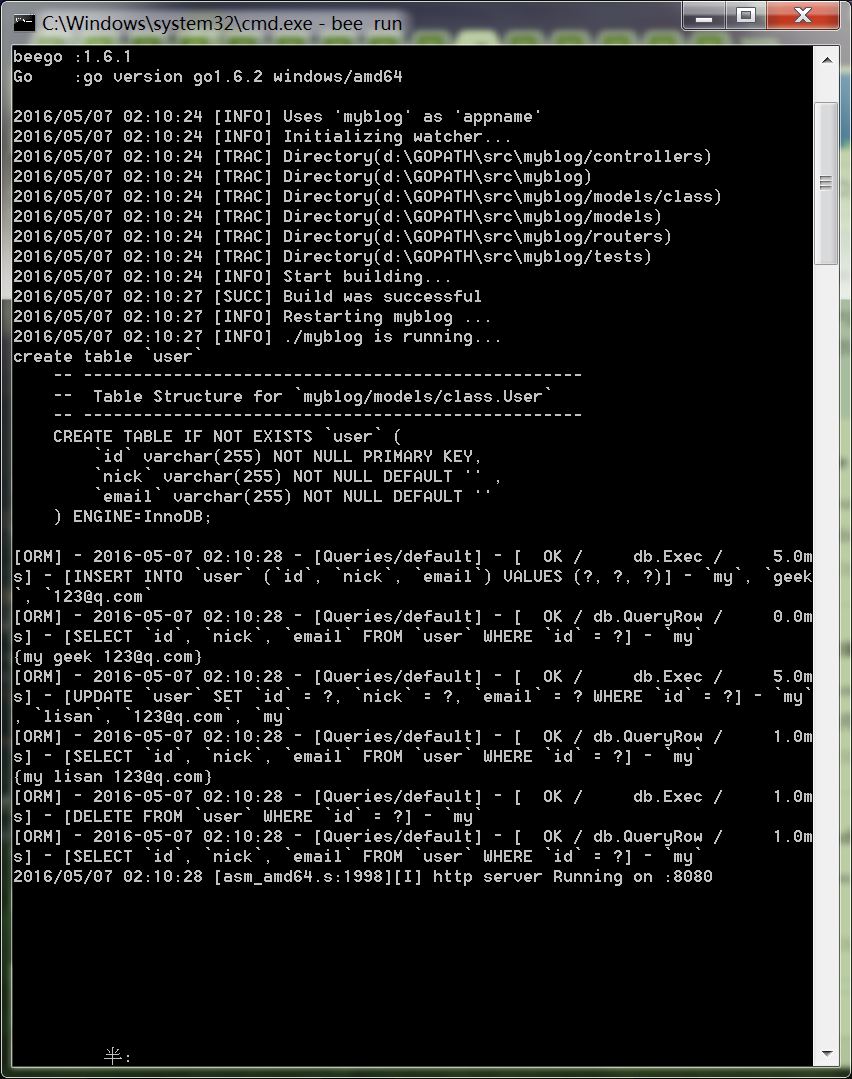 C:\Windows\system32\cmd.exe - bee  run
beego :1.6.1
Go    :go version go1.6.2 windows/amd64
2016/05/07 02:10:24 [INFO] Uses 'myblog' as 'appname'
2016/05/07 02:10:24 [INFO] Initializing watcher...
2016/05/07 02:10:24 [TRAC] Directory(d:\GOPATH\src\myblog/controllers)
2016/05/07 02:10:24 [TRAC] Directory(d:\GOPATH\src\myblog)
2016/05/07 02:10:24 [TRAC] Directory(d:\GOPATH\src\myblog/models/class)
2016/05/07 02:10:24 [TRAC] Directory(d:\GOPATH\src\myblog/models)
2016/05/07 02:10:24 [TRAC] Directory(d:\GOPATH\src\myblog/routers)
2016/05/07 02:10:24 [TRAC] Directory(d:\GOPATH\src\myblog/tests)
2016/05/07 02:10:24 [INFO] Start building...
2016/05/07 02:10:27 [SUCC] Build was successful
2016/05/07 02:10:27 [INFO] Restarting myblog ...
2016/05/07 02:10:27 [INFO] ./myblog is running...
create table `user`
    -- --------------------------------------------------
    --  Table Structure for `myblog/models/class.User`
    -- --------------------------------------------------
    CREATE TABLE IF NOT EXISTS `user` (
        `id` varchar(255) NOT NULL PRIMARY KEY,
        `nick` varchar(255) NOT NULL DEFAULT '' ,
        `email` varchar(255) NOT NULL DEFAULT ''
    ) ENGINE=InnoDB;
[ORM] - 2016-05-07 02:10:28 - [Queries/default] - [  OK /     db.Exec /     5.0m
s] - [INSERT INTO `user` (`id`, `nick`, `email`) VALUES (?, ?, ?)] - `my`, `geek
`, `123@q.com`
[ORM] - 2016-05-07 02:10:28 - [Queries/default] - [  OK / db.QueryRow /     0.0m
s] - [SELECT `id`, `nick`, `email` FROM `user` WHERE `id` = ?] - `my`
{my geek 123@q.com}
[ORM] - 2016-05-07 02:10:28 - [Queries/default] - [  OK /     db.Exec /     5.0m
s] - [UPDATE `user` SET `id` = ?, `nick` = ?, `email` = ? WHERE `id` = ?] - `my`
, `lisan`, `123@q.com`, `my`
[ORM] - 2016-05-07 02:10:28 - [Queries/default] - [  OK / db.QueryRow /     1.0m
s] - [SELECT `id`, `nick`, `email` FROM `user` WHERE `id` = ?] - `my`
{my lisan 123@q.com}
[ORM] - 2016-05-07 02:10:28 - [Queries/default] - [  OK /     db.Exec /     1.0m
s] - [DELETE FROM `user` WHERE `id` = ?] - `my`
[ORM] - 2016-05-07 02:10:28 - [Queries/default] - [  OK / db.QueryRow /     1.0m
s] - [SELECT `id`, `nick`, `email` FROM `user` WHERE `id` = ?] - `my`
2016/05/07 02:10:28 [asm_amd64.s:1998][I] http server Running on :8080
半: